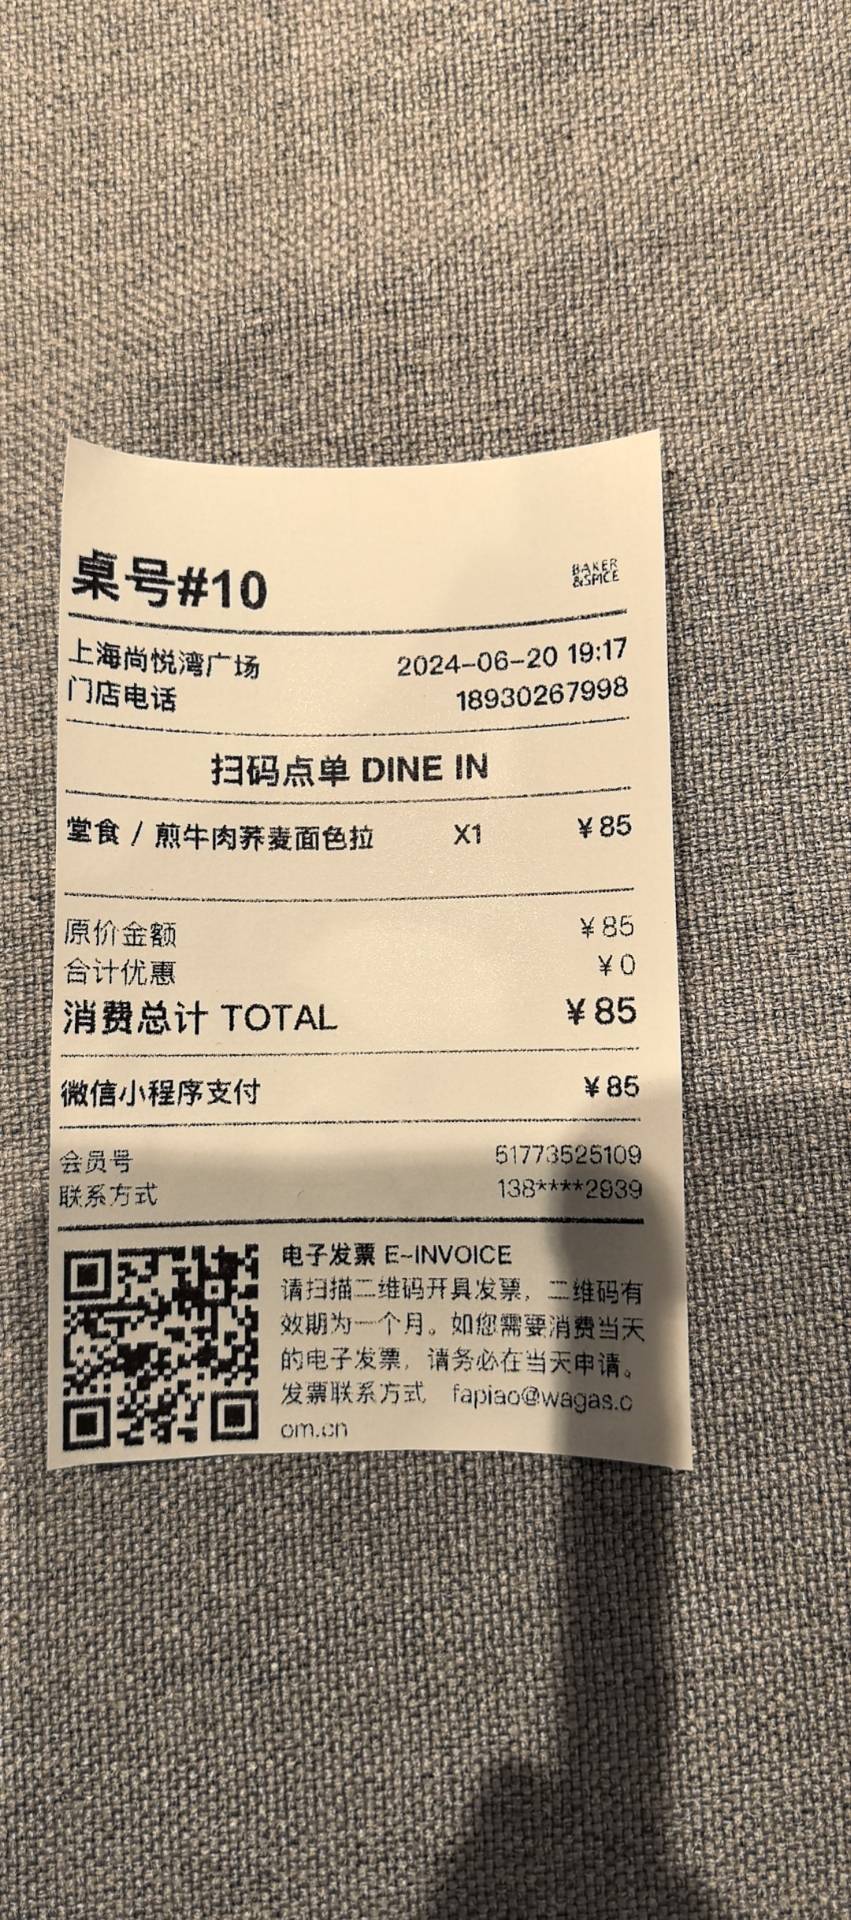 桌号#10
BAKER
&SPICE
上海尚悦湾广场 2024-06-20 19:17
门店电话 18930267998
扫码点单 DINE IN
堂食 / 煎牛肉荞麦面色拉 X1 ¥85
原价金额 ¥85
合计优惠 ¥0
消费总计 TOTAL ¥85
微信小程序支付 ¥85
会员号 51773525109
联系方式 138****2939
电子发票 E-INVOICE
请扫描二维码开具发票，二维码有
效期为一个月。如您需要消费当天
的电子发票，请务必在当天申请。
发票联系方式 fapiao@wagas.c
om.cn